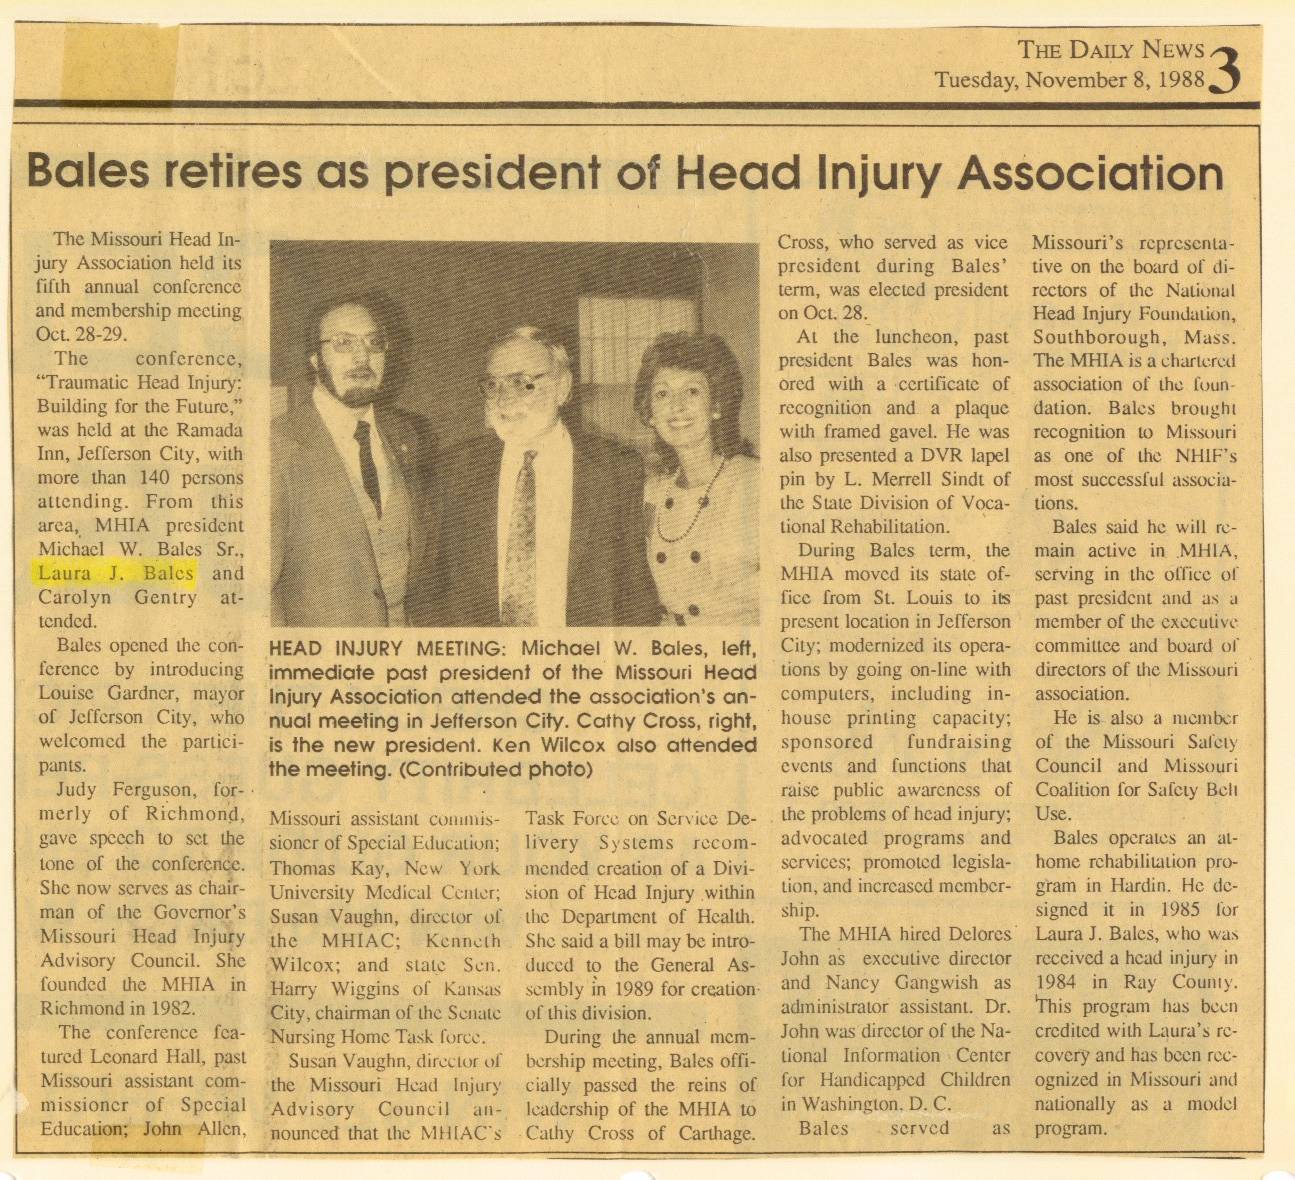 THE DAILY NEWS 3
Tuesday, November 8, 1988
Bales retires as president of Head Injury Association
The Missouri Head In-
jury Association held its
fifth annual conference
and membership meeting
Oct. 28-29.
The conference,
“Traumatic Head Injury:
Building for the Future,”
was held at the Ramada
Inn, Jefferson City, with
more than 140 persons
attending. From this
area, MHIA president
Michael W. Bales Sr.,
Laura J. Bales and
Carolyn Gentry at-
tended.
Bales opened the con-
ference by introducing
Louise Gardner, mayor
of Jefferson City, who
welcomed the partici-
pants.
Judy Ferguson, for-
merly of Richmond,
gave speech to set the
tone of the conference.
She now serves as chair-
man of the Governor’s
Missouri Head Injury
Advisory Council. She
founded the MHIA in
Richmond in 1982.
The conference fea-
tured Leonard Hall, past
Missouri assistant com-
missioner of Special
Education; John Allen,
HEAD INJURY MEETING: Michael W. Bales, left,
immediate past president of the Missouri Head
Injury Association attended the association’s an-
nual meeting in Jefferson City. Cathy Cross, right,
is the new president. Ken Wilcox also attended
the meeting. (Contributed photo)
Missouri assistant commis-
sioner of Special Education;
Thomas Kay, New York
University Medical Center;
Susan Vaughn, director of
the MHIAC; Kenneth
Wilcox; and state Sen.
Harry Wiggins of Kansas
City, chairman of the Senate
Nursing Home Task force.
Susan Vaughn, director of
the Missouri Head Injury
Advisory Council an-
nounced that the MHIAC’s
Task Force on Service De-
livery Systems recom-
mended creation of a Divi-
sion of Head Injury within
the Department of Health.
She said a bill may be intro-
duced to the General As-
sembly in 1989 for creation
of this division.
During the annual mem-
bership meeting, Bales offi-
cially passed the reins of
leadership of the MHIA to
Cathy Cross of Carthage.
Cross, who served as vice
president during Bales’
term, was elected president
on Oct. 28.
At the luncheon, past
president Bales was hon-
ored with a certificate of
recognition and a plaque
with framed gavel. He was
also presented a DVR lapel
pin by L. Merrell Sindt of
the State Division of Voca-
tional Rehabilitation.
During Bales term, the
MHIA moved its state of-
fice from St. Louis to its
present location in Jefferson
City; modernized its opera-
tions by going on-line with
computers, including in-
house printing capacity;
sponsored fundraising
events and functions that
raise public awareness of
the problems of head injury;
advocated programs and
services; promoted legisla-
tion, and increased member-
ship.
The MHIA hired Delores
John as executive director
and Nancy Gangwish as
administrator assistant. Dr.
John was director of the Na-
tional Information Center
for Handicapped Children
in Washington, D. C.
Bales served as
Missouri’s representa-
tive on the board of di-
rectors of the National
Head Injury Foundation,
Southborough, Mass.
The MHIA is a chartered
association of the foun-
dation. Bales brought
recognition to Missouri
as one of the NHIF’s
most successful associa-
tions.
Bales said he will re-
main active in MHIA,
serving in the office of
past president and as a
member of the executive
committee and board of
directors of the Missouri
association.
He is also a member
of the Missouri Safety
Council and Missouri
Coalition for Safety Belt
Use.
Bales operates an at-
home rehabilitation pro-
gram in Hardin. He de-
signed it in 1985 for
Laura J. Bales, who was
received a head injury in
1984 in Ray County.
This program has been
credited with Laura’s re-
covery and has been rec-
ognized in Missouri and
nationally as a model
program.